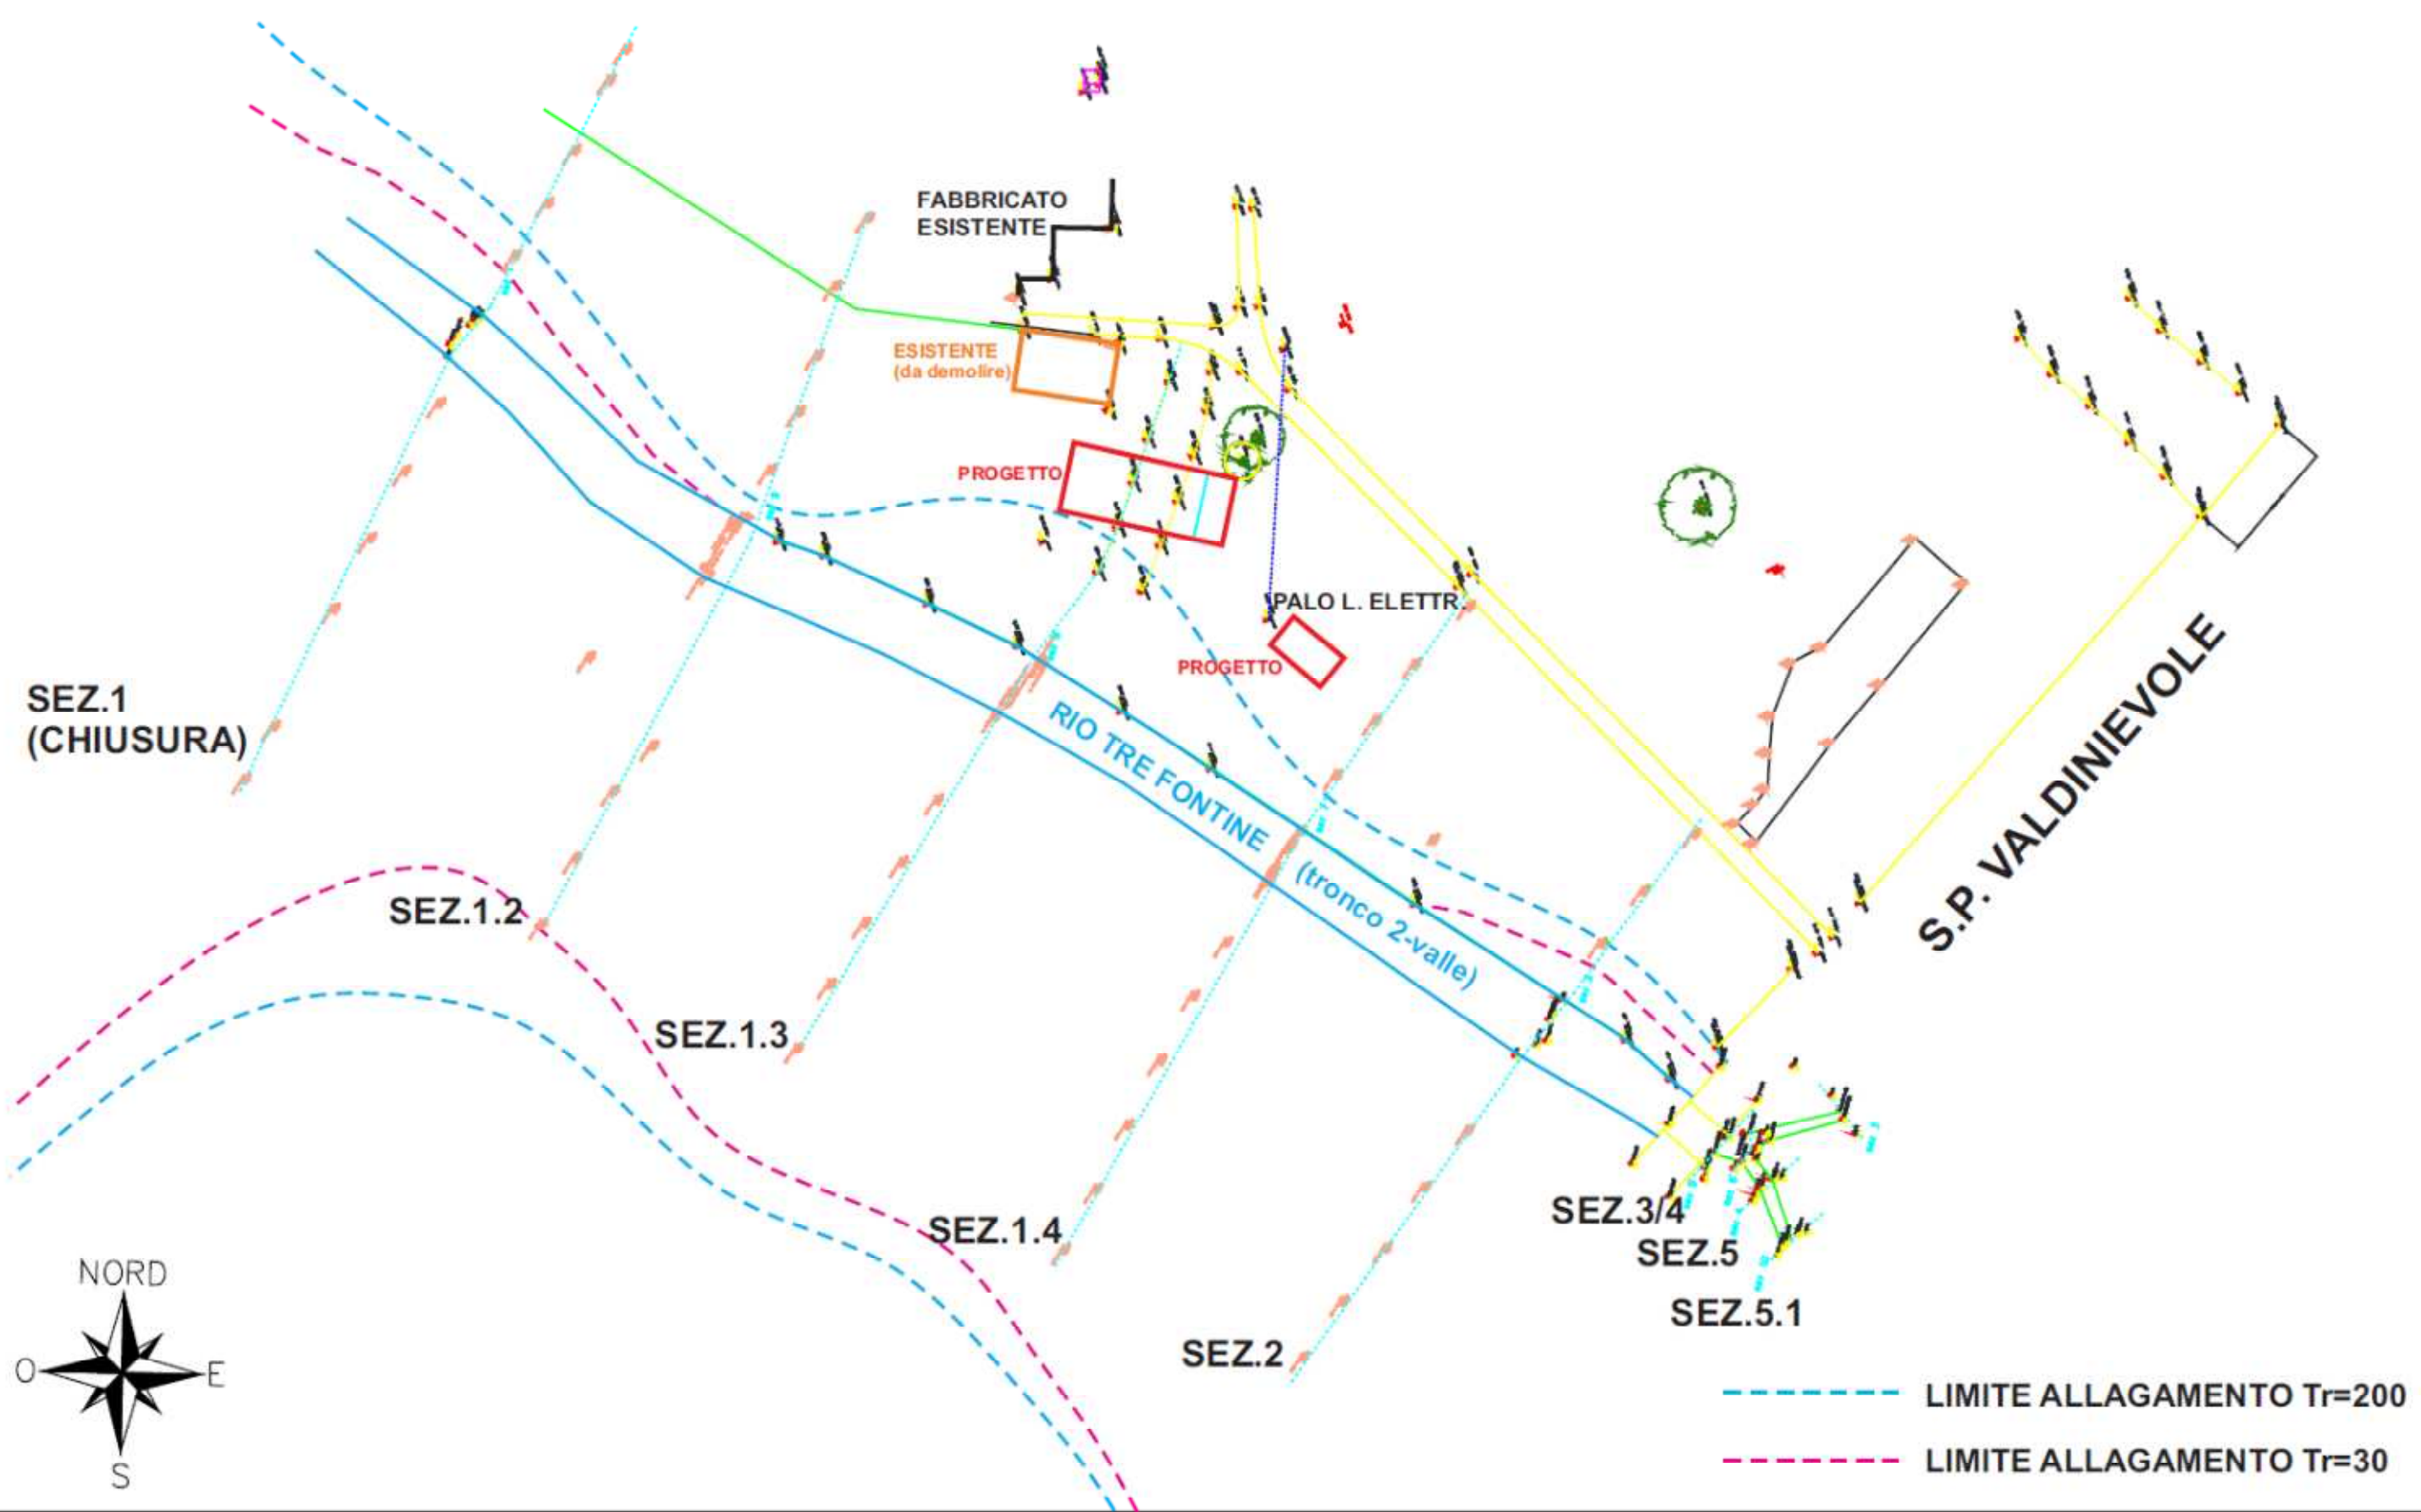 FABBRICATO
ESISTENTE
ESISTENTE
(da demolire)
PROGETTO
PALO L. ELETTR.
PROGETTO
SEZ.1
(CHIUSURA)
RIO TRE FONTINE
(tronco 2-valle)
S.P. VALDINIEVOLE
SEZ.1.2
SEZ.1.3
SEZ.1.4
SEZ.3/4
SEZ.5
SEZ.5.1
SEZ.2
NORD
O
E
S
LIMITE ALLAGAMENTO Tr=200
LIMITE ALLAGAMENTO Tr=30